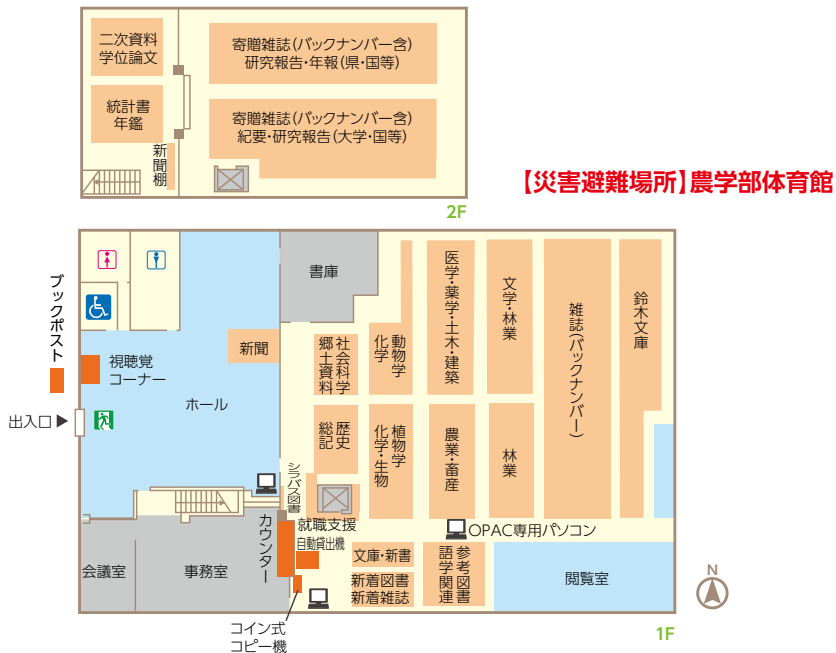 二次資料
学位論文
統計書
年鑑
新聞棚
寄贈雑誌(バックナンバー含)
研究報告・年報(県・国等)
寄贈雑誌(バックナンバー含)
紀要・研究報告(大学・国等)
2F
【災害避難場所】農学部体育館
ブックポスト
出入口▶
視聴覚
コーナー
ホール
新聞
書庫
社会科学
郷土資料
動物学
化学
医学・薬学・土木・建築
文学・林業
雑誌(バックナンバー)
鈴木文庫
歴史
総記
植物学
化学・生物
農業・畜産
林業
シラバス図書
カウンター
就職支援
自動貸出機
OPAC専用パソコン
会議室
事務室
文庫・新書
新着図書
新着雑誌
参考図書
語学関連
閲覧室
コイン式
コピー機
N
1F